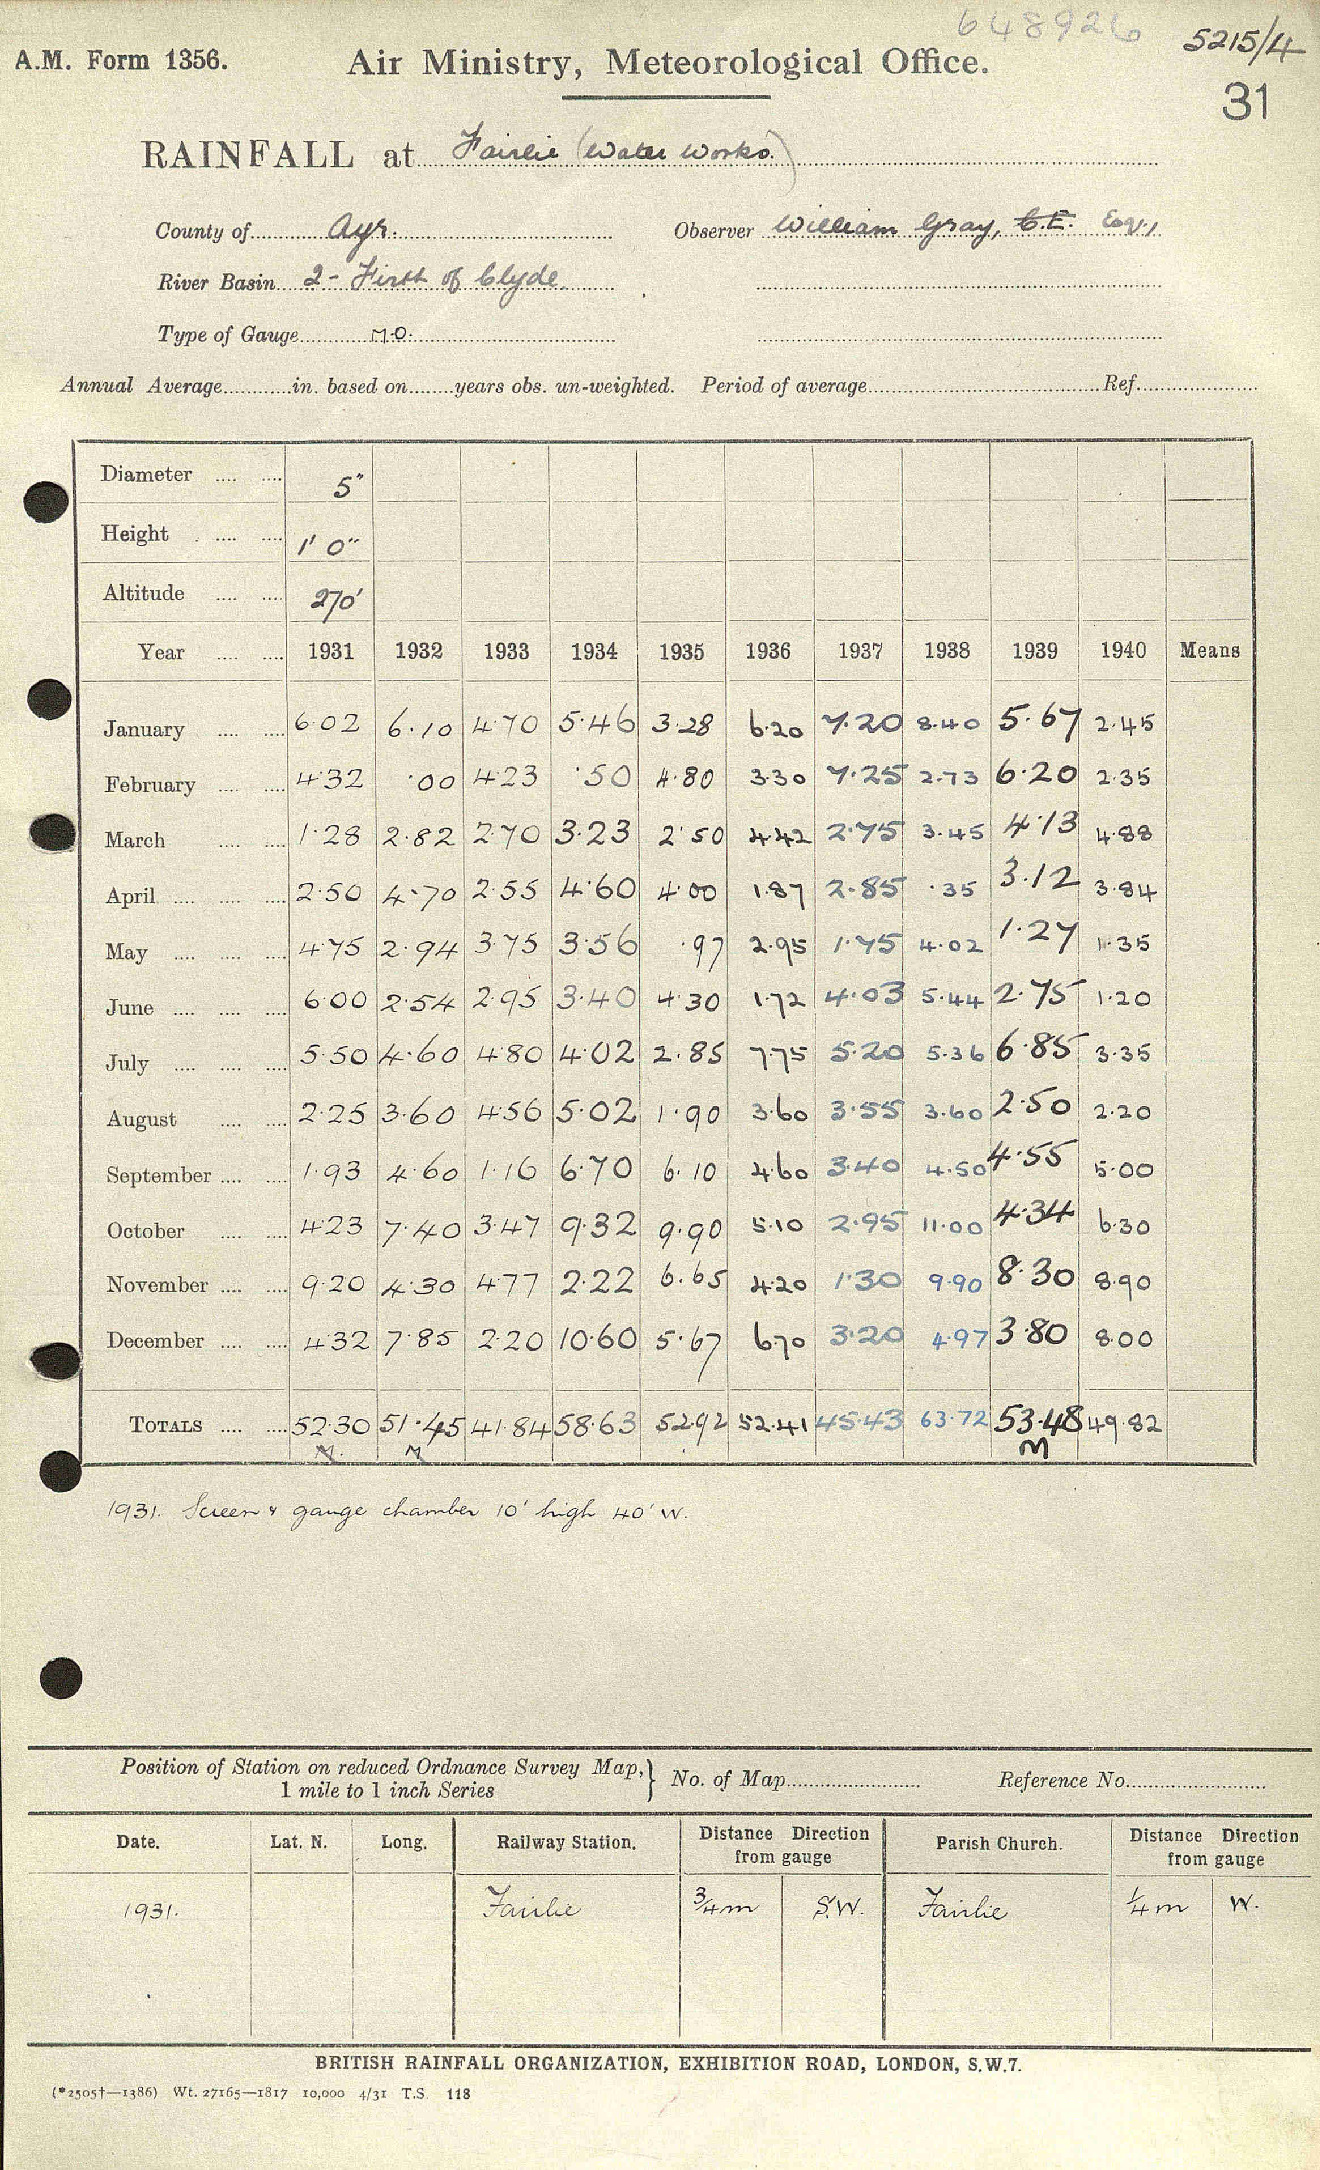 648926
5215/4
A.M. Form 1356. Air Ministry, Meteorological Office.
31
RAINFALL at Fairlie (Water Works.)
County of Ayr. Observer William Gray, C.E. Esq.,
River Basin 2 - Firth of Clyde.
Type of Gauge M.O.
Annual Average in. based on years obs. un-weighted. Period of average Ref.
Diameter 5"
Height 1' 0"
Altitude 270'
Year 1931 1932 1933 1934 1935 1936 1937 1938 1939 1940 Means
January 6.02 6.10 4.70 5.46 3.28 6.20 7.20 8.40 5.67 2.45
February 4.32 .00 4.23 .50 4.80 3.30 7.25 2.73 6.20 2.35
March 1.28 2.82 2.70 3.23 2.50 4.42 2.75 3.45 4.13 4.88
April 2.50 4.70 2.55 4.60 4.00 1.87 2.85 .35 3.12 3.84
May 4.75 2.94 3.75 3.56 .97 2.95 1.75 4.02 1.27 1.35
June 6.00 2.54 2.95 3.40 4.30 1.72 4.03 5.44 2.75 1.20
July 5.50 4.60 4.80 4.02 2.85 7.75 5.20 5.36 6.85 3.35
August 2.25 3.60 4.56 5.02 1.90 3.60 3.55 3.60 2.50 2.20
September 1.93 4.60 1.16 6.70 6.10 4.60 3.40 4.50 4.55 5.00
October 4.23 7.40 3.47 9.32 9.90 5.10 2.95 11.00 4.34 6.30
November 9.20 4.30 4.77 2.22 6.65 4.20 1.30 9.90 8.30 8.90
December 4.32 7.85 2.20 10.60 5.67 6.70 3.20 4.97 3.80 8.00
TOTALS 52.30 51.45 41.84 58.63 52.92 52.41 45.43 63.72 53.48 49.82
M. M M
1931. Screen & gauge chamber 10' high 40' W.
Position of Station on reduced Ordnance Survey Map, } No. of Map Reference No.
1 mile to 1 inch Series
Date. Lat. N. Long. Railway Station. Distance Direction from gauge Parish Church. Distance Direction from gauge
1931. Fairlie 3/4 m S.W. Fairlie 1/4 m W.
BRITISH RAINFALL ORGANIZATION, EXHIBITION ROAD, LONDON, S.W.7.
(*2505†—1386) Wt. 27165—1817 10,000 4/31 T.S. 118